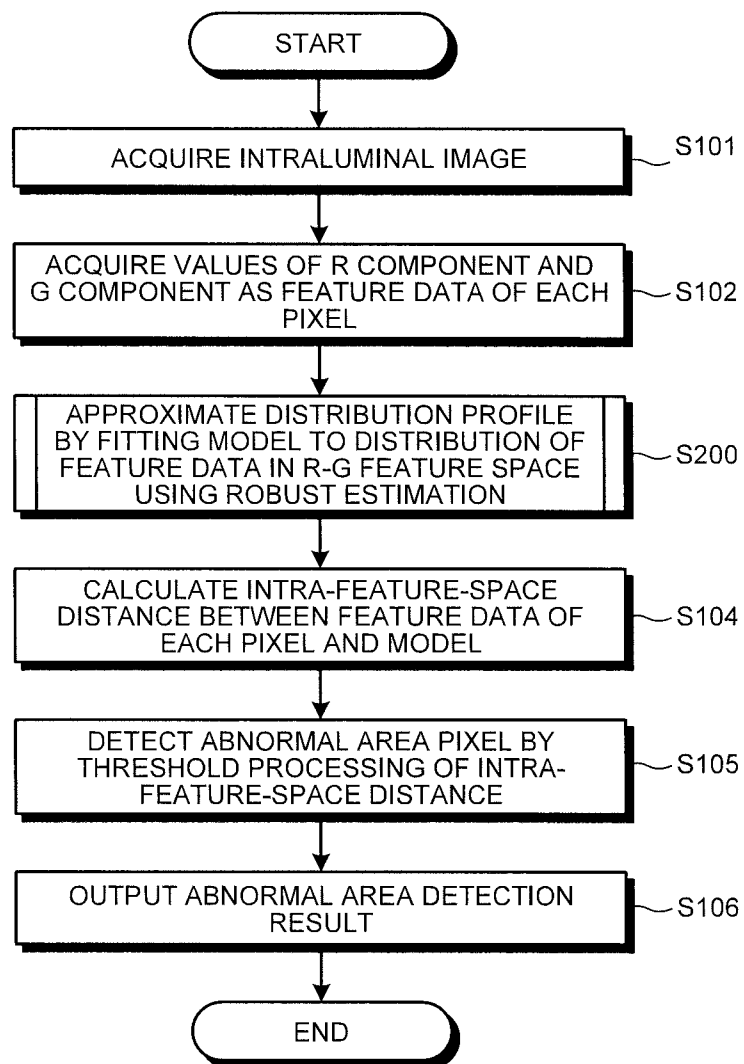 START
ACQUIRE INTRALUMINAL IMAGE
S101
ACQUIRE VALUES OF R COMPONENT AND
G COMPONENT AS FEATURE DATA OF EACH
PIXEL
S102
APPROXIMATE DISTRIBUTION PROFILE
BY FITTING MODEL TO DISTRIBUTION OF
FEATURE DATA IN R-G FEATURE SPACE
USING ROBUST ESTIMATION
S200
CALCULATE INTRA-FEATURE-SPACE
DISTANCE BETWEEN FEATURE DATA OF
EACH PIXEL AND MODEL
S104
DETECT ABNORMAL AREA PIXEL BY
THRESHOLD PROCESSING OF INTRA-
FEATURE-SPACE DISTANCE
S105
OUTPUT ABNORMAL AREA DETECTION
RESULT
S106
END